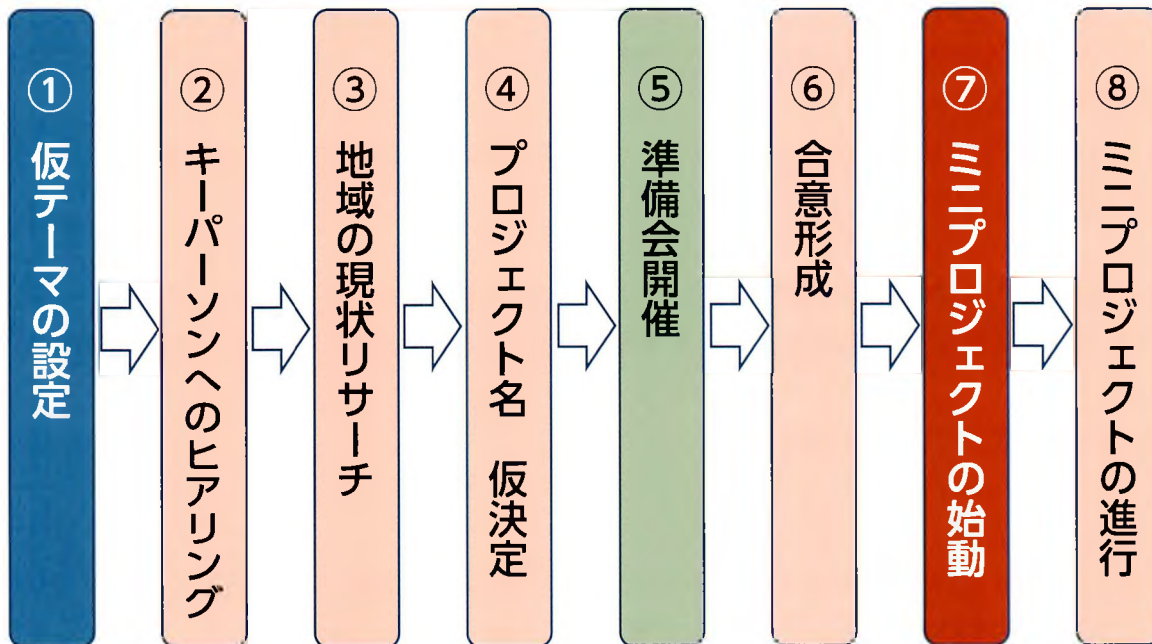 ① 仮テーマの設定
② キーパーソンへのヒアリング
③ 地域の現状リサーチ
④ プロジェクト名　仮決定
⑤ 準備会開催
⑥ 合意形成
⑦ ミニプロジェクトの始動
⑧ ミニプロジェクトの進行